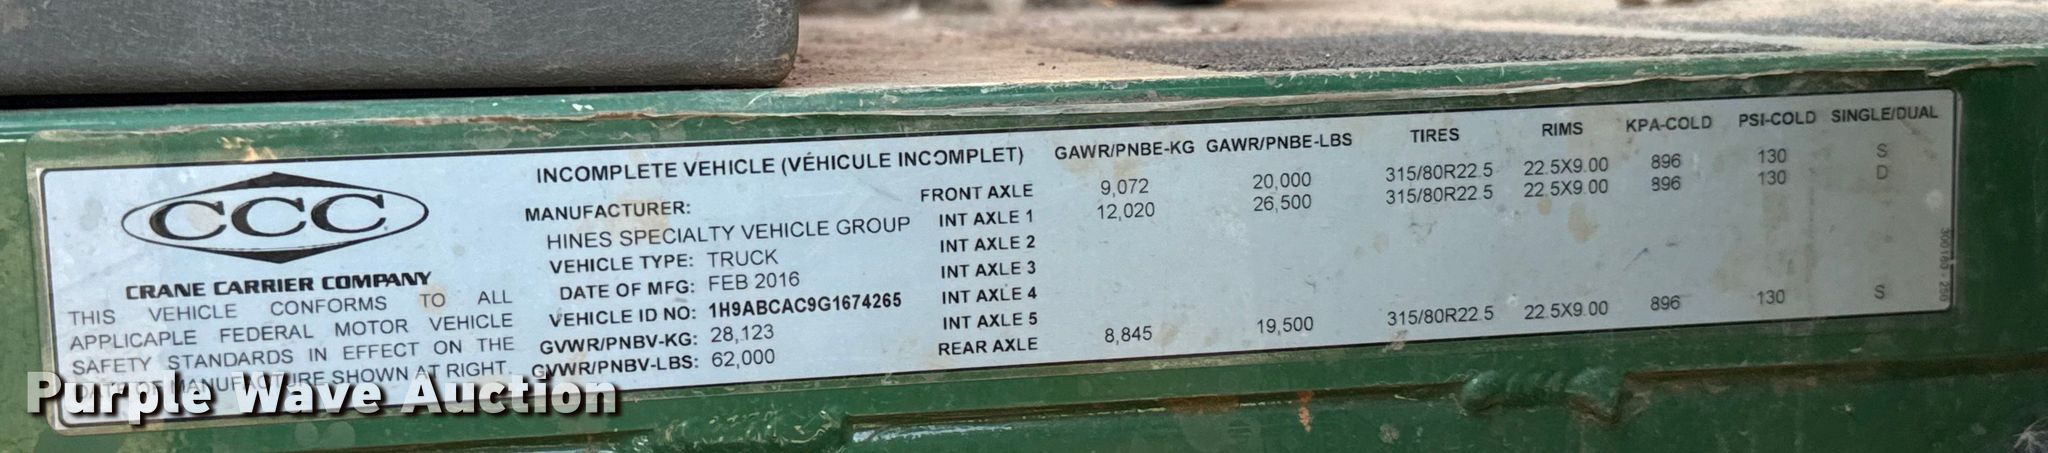 CCC
CRANE CARRIER COMPANY
THIS VEHICLE CONFORMS TO ALL
APPLICAPLE FEDERAL MOTOR VEHICLE
SAFETY STANDARDS IN EFFECT ON THE
DATE OF MANUFACTURE SHOWN AT RIGHT.
INCOMPLETE VEHICLE (VÉHICULE INCOMPLET)
MANUFACTURER:
HINES SPECIALTY VEHICLE GROUP
VEHICLE TYPE: TRUCK
DATE OF MFG: FEB 2016
VEHICLE ID NO: 1H9ABCAC9G1674265
GVWR/PNBV-KG: 28,123
GVWR/PNBV-LBS: 62,000
GAWR/PNBE-KG GAWR/PNBE-LBS TIRES RIMS KPA-COLD PSI-COLD SINGLE/DUAL
FRONT AXLE 9,072 20,000 315/80R22.5 22.5X9.00 896 130 S
INT AXLE 1 12,020 26,500 315/80R22.5 22.5X9.00 896 130 D
INT AXLE 2
INT AXLE 3
INT AXLE 4
INT AXLE 5
REAR AXLE 8,845 19,500 315/80R22.5 22.5X9.00 896 130 S
Purple Wave Auction